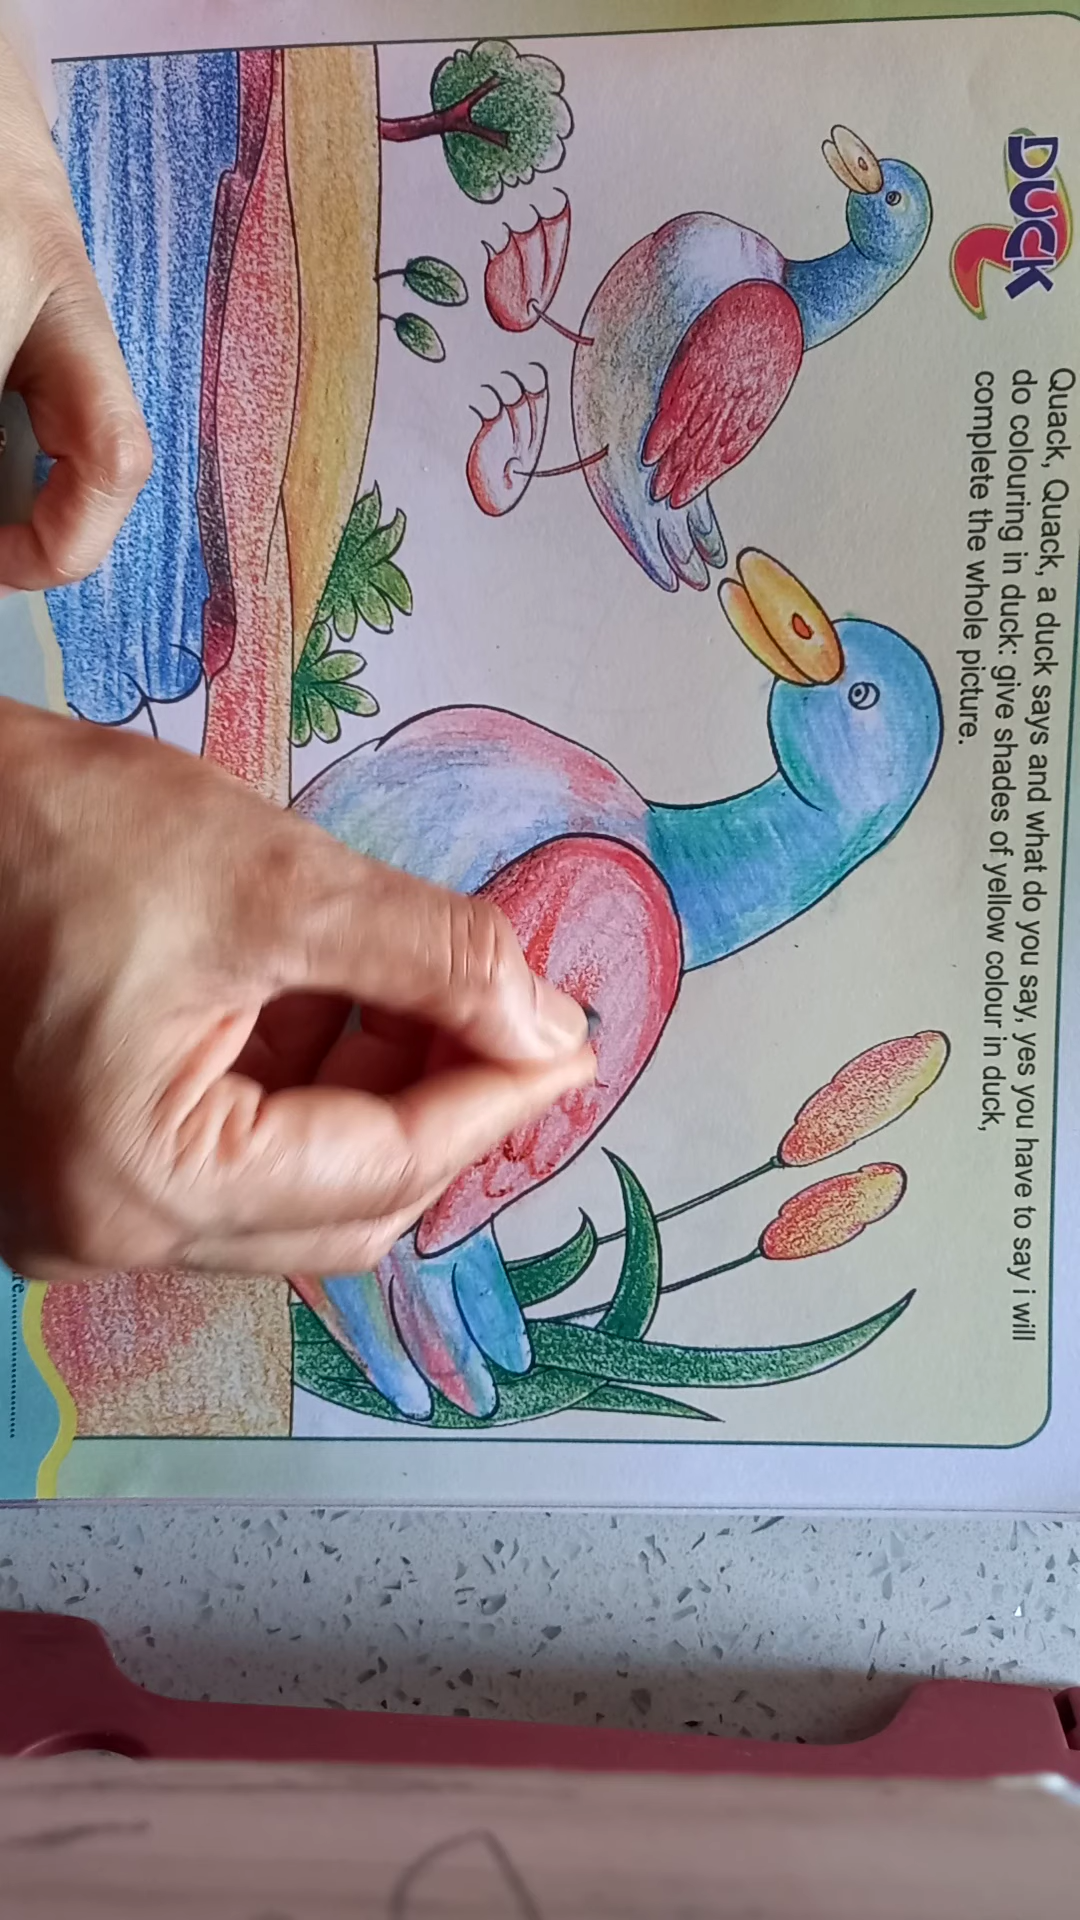 DUCK
Quack, Quack, a duck says and what do you say, yes you have to say i will
do colouring in duck: give shades of yellow colour in duck,
complete the whole picture.